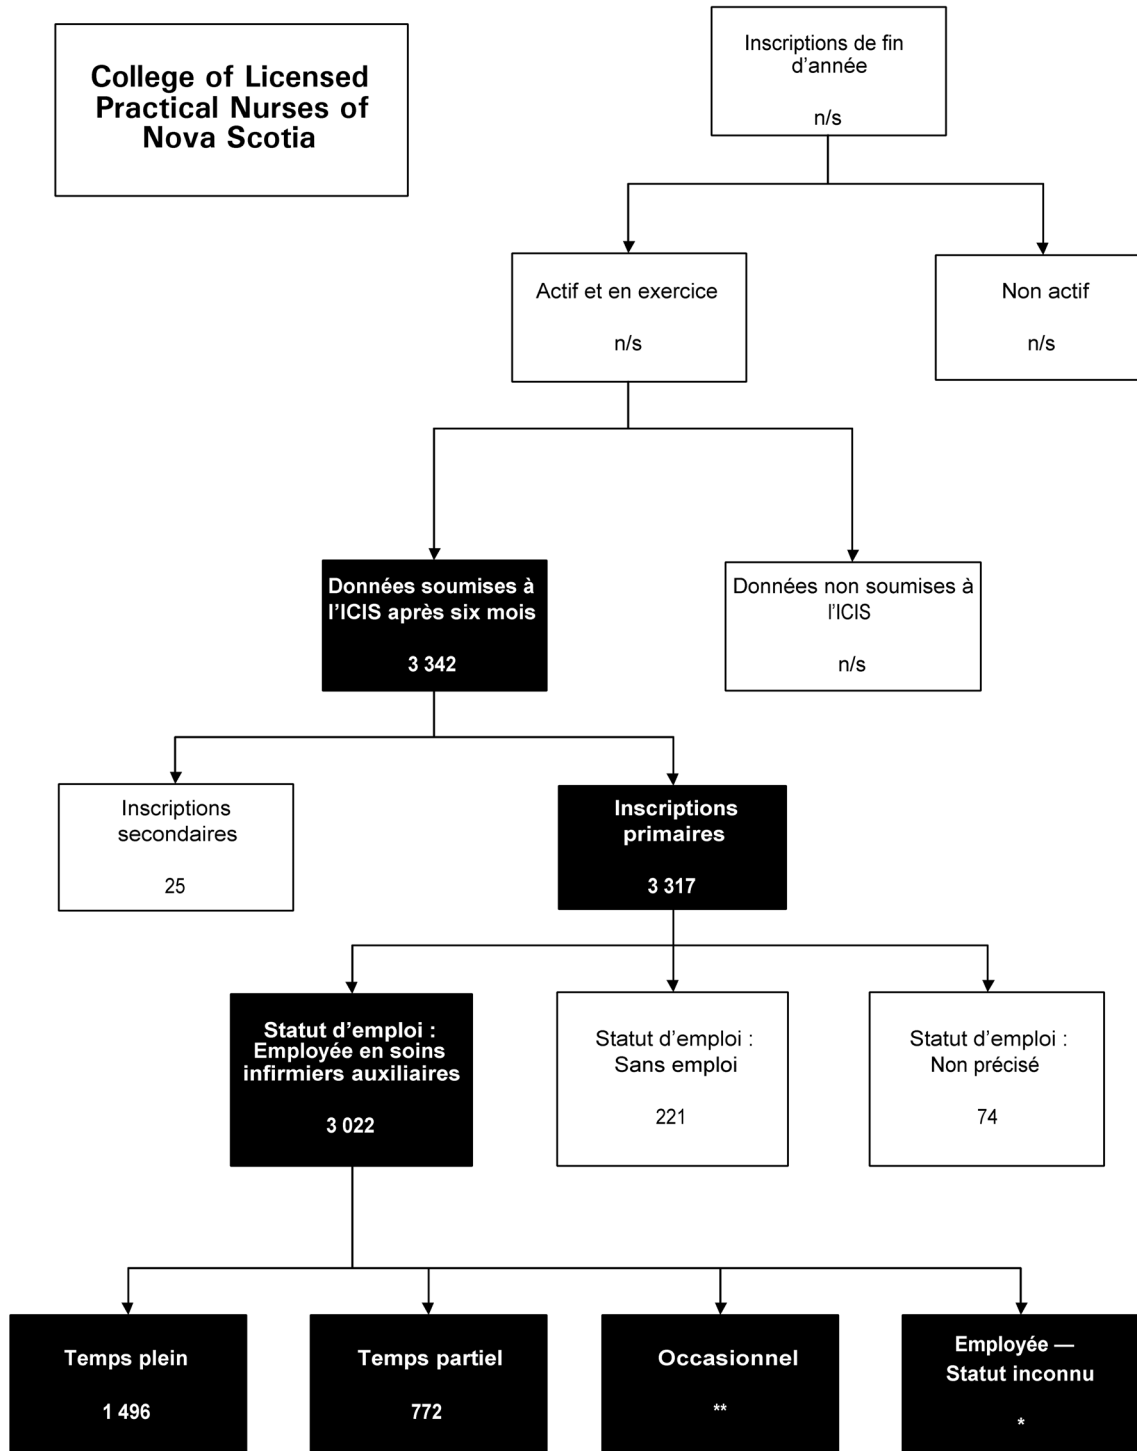 College of Licensed
Practical Nurses of
Nova Scotia
Inscriptions de fin
d’année
n/s
Actif et en exercice
n/s
Non actif
n/s
Données soumises à
l’ICIS après six mois
3 342
Données non soumises à
l’ICIS
n/s
Inscriptions
secondaires
25
Inscriptions
primaires
3 317
Statut d’emploi :
Employée en soins
infirmiers auxiliaires
3 022
Statut d’emploi :
Sans emploi
221
Statut d’emploi :
Non précisé
74
Temps plein
1 496
Temps partiel
772
Occasionnel
**
Employée —
Statut inconnu
*